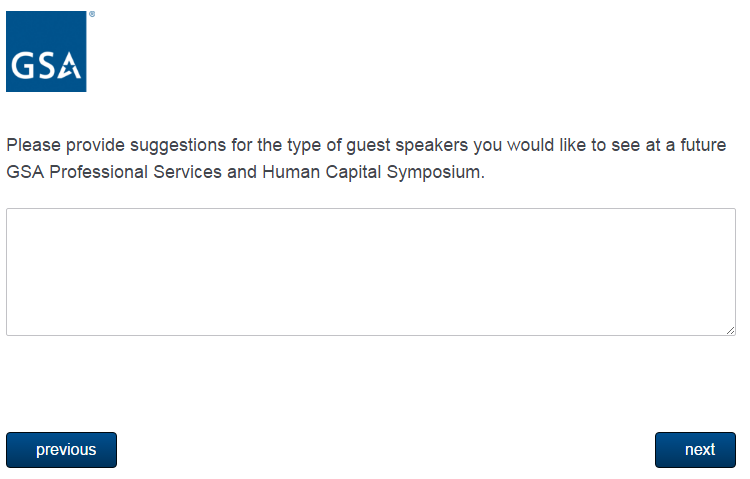 GSA®
Please provide suggestions for the type of guest speakers you would like to see at a future
GSA Professional Services and Human Capital Symposium.
previous
next